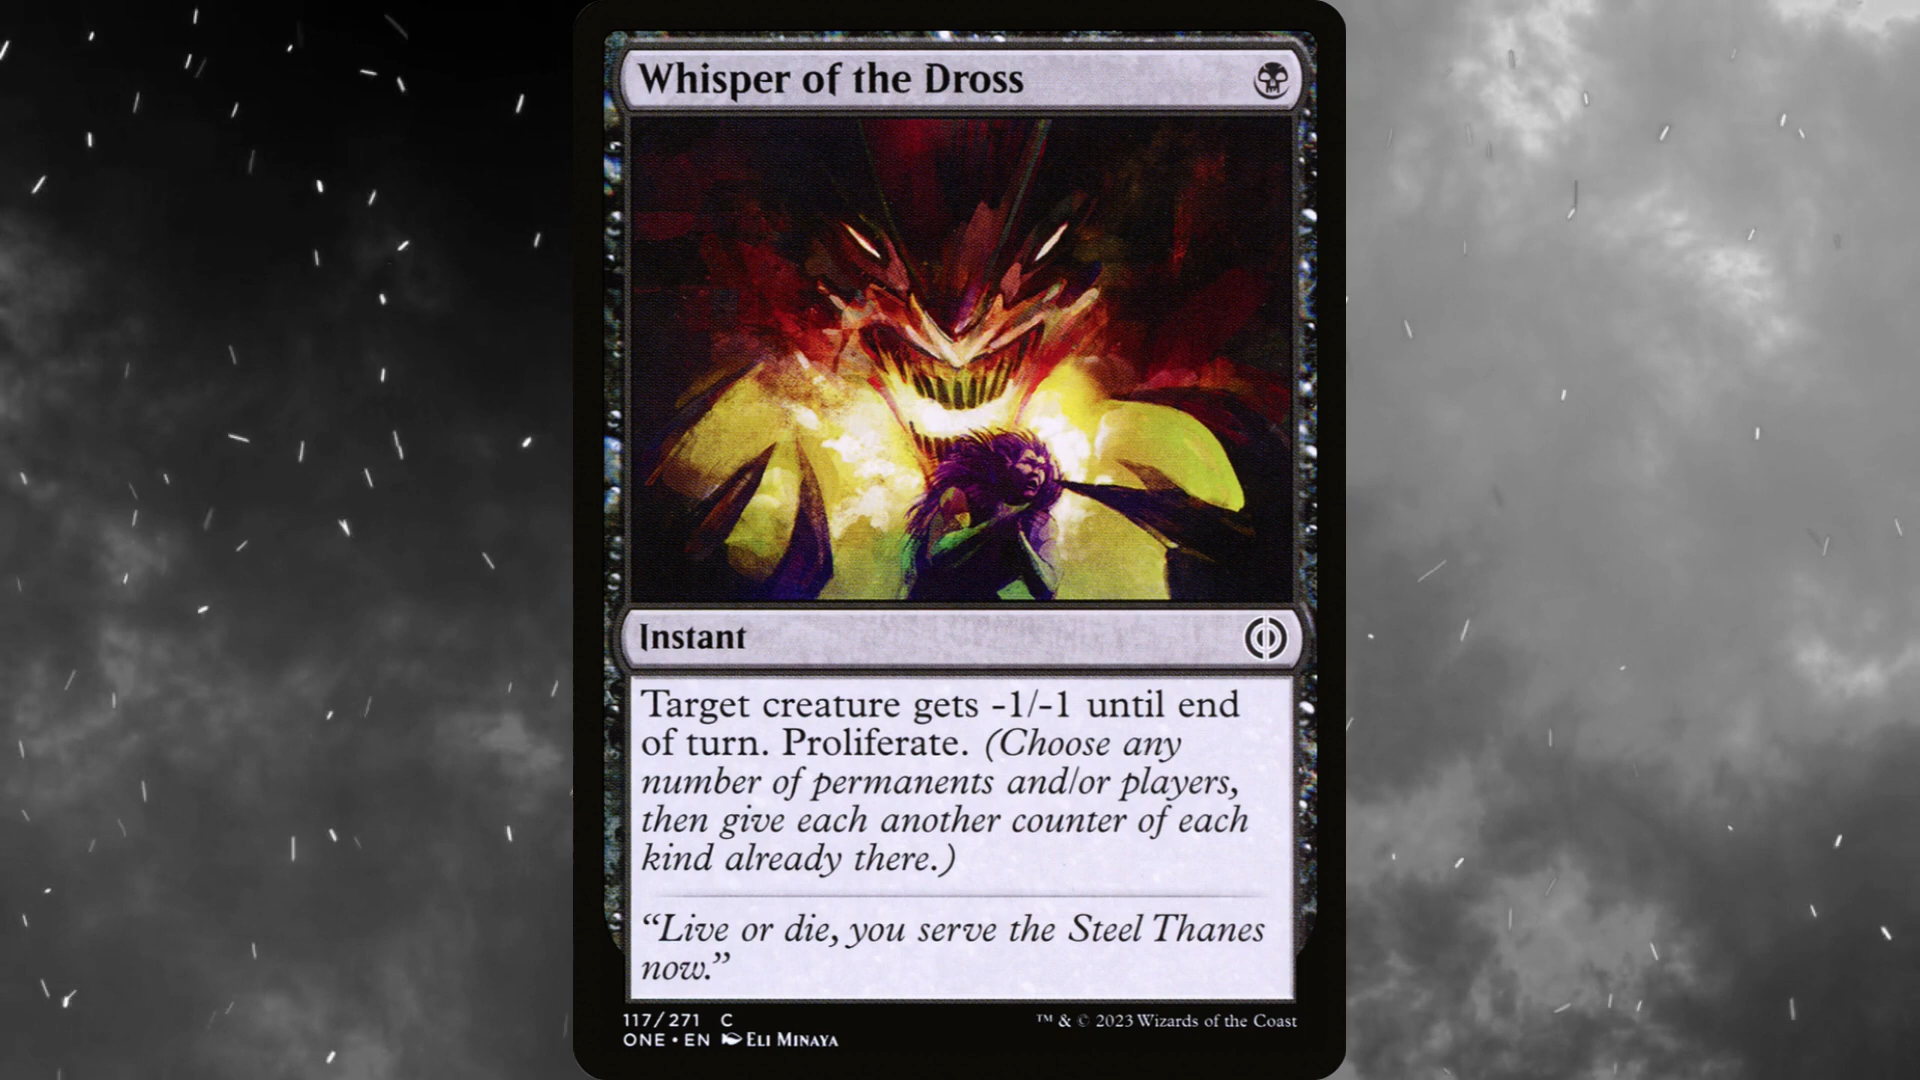 Whisper of the Dross
Instant
Target creature gets -1/-1 until end
of turn. Proliferate. (Choose any
number of permanents and/or players,
then give each another counter of each
kind already there.)
“Live or die, you serve the Steel Thanes
now.”
117/271 C
ONE • EN Eli Minaya
™ & © 2023 Wizards of the Coast